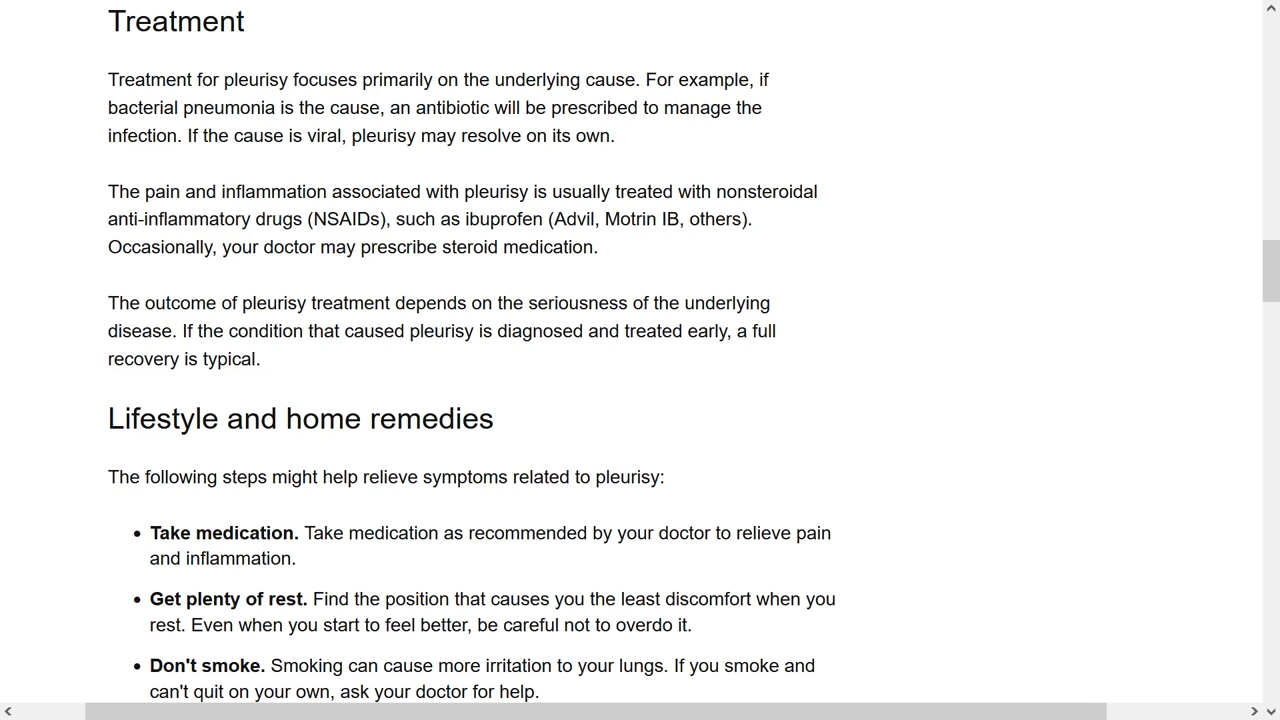 Treatment
Treatment for pleurisy focuses primarily on the underlying cause. For example, if
bacterial pneumonia is the cause, an antibiotic will be prescribed to manage the
infection. If the cause is viral, pleurisy may resolve on its own.
The pain and inflammation associated with pleurisy is usually treated with nonsteroidal
anti-inflammatory drugs (NSAIDs), such as ibuprofen (Advil, Motrin IB, others).
Occasionally, your doctor may prescribe steroid medication.
The outcome of pleurisy treatment depends on the seriousness of the underlying
disease. If the condition that caused pleurisy is diagnosed and treated early, a full
recovery is typical.
Lifestyle and home remedies
The following steps might help relieve symptoms related to pleurisy:
• Take medication. Take medication as recommended by your doctor to relieve pain
and inflammation.
• Get plenty of rest. Find the position that causes you the least discomfort when you
rest. Even when you start to feel better, be careful not to overdo it.
• Don't smoke. Smoking can cause more irritation to your lungs. If you smoke and
can't quit on your own, ask your doctor for help.